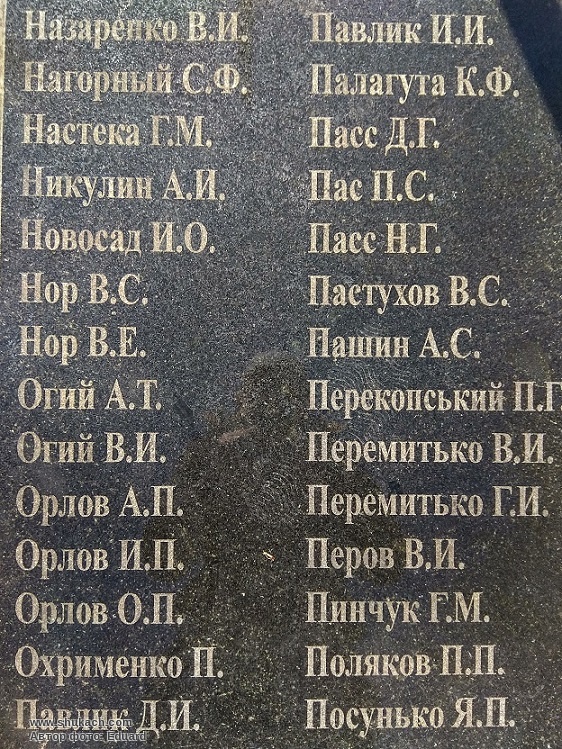 Назаренко В.И.
Нагорный С.Ф.
Настека Г.М.
Никулин А.И.
Новосад И.О.
Нор В.С.
Нор В.Е.
Огий А.Т.
Огий В.И.
Орлов А.П.
Орлов И.П.
Орлов О.П.
Охрименко П.
Павлик Д.И.
Павлик И.И.
Палагута К.Ф.
Пасс Д.Г.
Пас П.С.
Пасс Н.Г.
Пастухов В.С.
Пашин А.С.
Перекопський П.Г
Перемитько В.И.
Перемитько Г.И.
Перов В.И.
Пинчук Г.М.
Поляков П.П.
Посунько Я.П.
www.shukach.com
Автор фото: Eduard